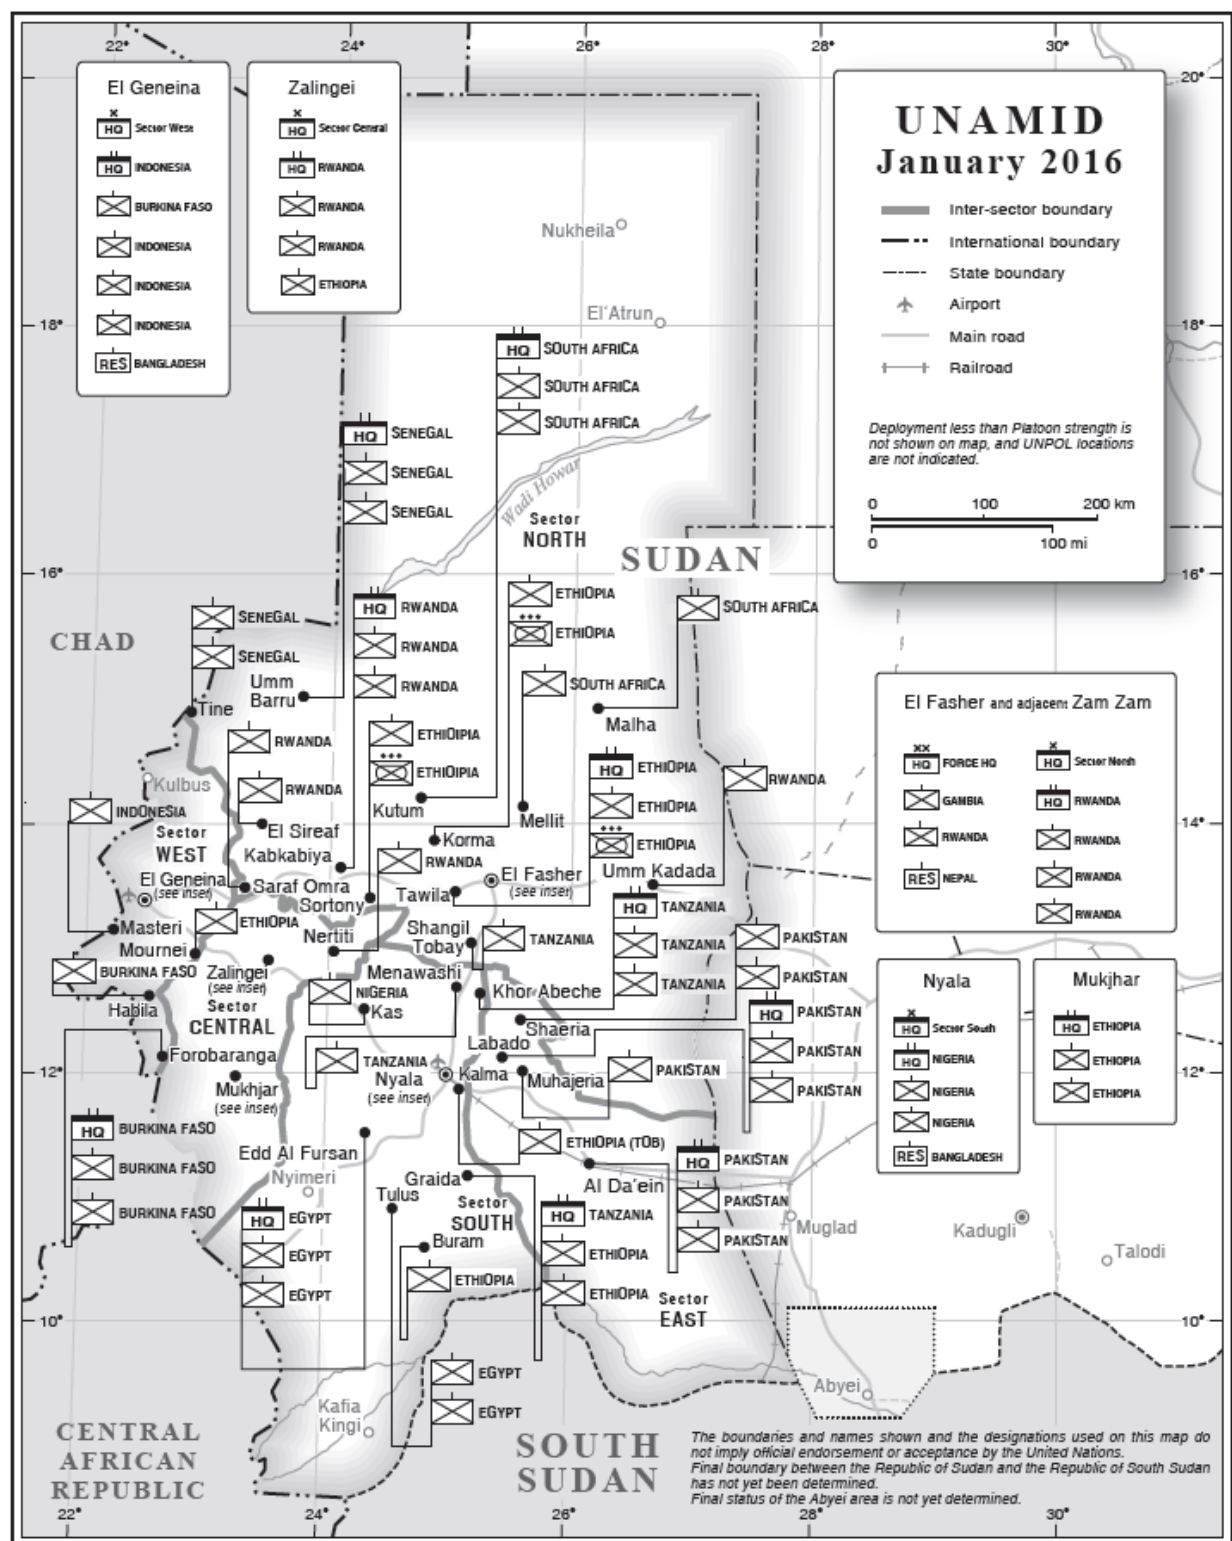 22°
24°
26°
28°
30°
20°
El Geneina
HQ Sector West
HQ INDONESIA
BURKINA FASO
INDONESIA
INDONESIA
INDONESIA
RES BANGLADESH
Zalingei
HQ Sector Central
HQ RWANDA
RWANDA
RWANDA
ETHIOPIA
UNAMID
January 2016
Inter-sector boundary
International boundary
State boundary
Airport
Main road
Railroad
Deployment less than Platoon strength is
not shown on map, and UNPOL locations
are not indicated.
0 100 200 km
0 100 mi
Nukheila
El'Atrun
18°
18°
HQ SOUTH AFRICA
SOUTH AFRICA
SOUTH AFRICA
HQ SENEGAL
SENEGAL
SENEGAL
Wadi Howar
Sector
NORTH
SUDAN
16°
16°
CHAD
SENEGAL
SENEGAL
Umm
Barru
Tine
HQ RWANDA
RWANDA
RWANDA
ETHIOPIA
ETHIOPIA
SOUTH AFRICA
SOUTH AFRICA
Malha
RWANDA
RWANDA
Kulbus
INDONESIA
Sector
WEST
El Sireaf
Kabkabiya
ETHIOIPIA
ETHIOIPIA
Kutum
Korma
Mellit
HQ ETHIOPIA
ETHIOPIA
ETHIOPIA
RWANDA
Umm Kadada
RWANDA
El Fasher
(see inset)
Tawila
El Fasher and adjacent Zam Zam
HQ FORCE HQ
GAMBIA
RWANDA
RES NEPAL
HQ Sector North
HQ RWANDA
RWANDA
RWANDA
RWANDA
14°
14°
El Geneina
(see inset)
Saraf Omra
Sortony
Masteri
Mournei
ETHIOPIA
Nertiti
Shangil
Tobay
TANZANIA
HQ TANZANIA
TANZANIA
TANZANIA
PAKISTAN
PAKISTAN
HQ PAKISTAN
PAKISTAN
PAKISTAN
BURKINA FASO
Habila
Zalingei
(see inset)
Sector
CENTRAL
NIGERIA
Kas
Menawashi
Khor Abeche
Shaeria
Labado
Forobaranga
Mukhjar
(see inset)
TANZANIA
Nyala
(see inset)
Kalma
Muhajeria
PAKISTAN
12°
12°
Nyala
HQ Sector South
HQ NIGERIA
NIGERIA
NIGERIA
RES BANGLADESH
Mukjhar
HQ ETHIOPIA
ETHIOPIA
ETHIOPIA
HQ BURKINA FASO
BURKINA FASO
BURKINA FASO
Edd Al Fursan
Nyimeri
Tulus
Graida
Sector
SOUTH
Buram
ETHIOPIA (TOB)
Al Da'ein
HQ PAKISTAN
PAKISTAN
PAKISTAN
HQ EGYPT
EGYPT
EGYPT
ETHIOPIA
HQ TANZANIA
ETHIOPIA
ETHIOPIA
Sector
EAST
Muglad
Kadugli
Talodi
10°
10°
EGYPT
EGYPT
Abyei
Kafia
Kingi
CENTRAL
AFRICAN
REPUBLIC
SOUTH
SUDAN
The boundaries and names shown and the designations used on this map do
not imply official endorsement or acceptance by the United Nations.
Final boundary between the Republic of Sudan and the Republic of South Sudan
has not yet been determined.
Final status of the Abyei area is not yet determined.
22°
24°
26°
28°
30°